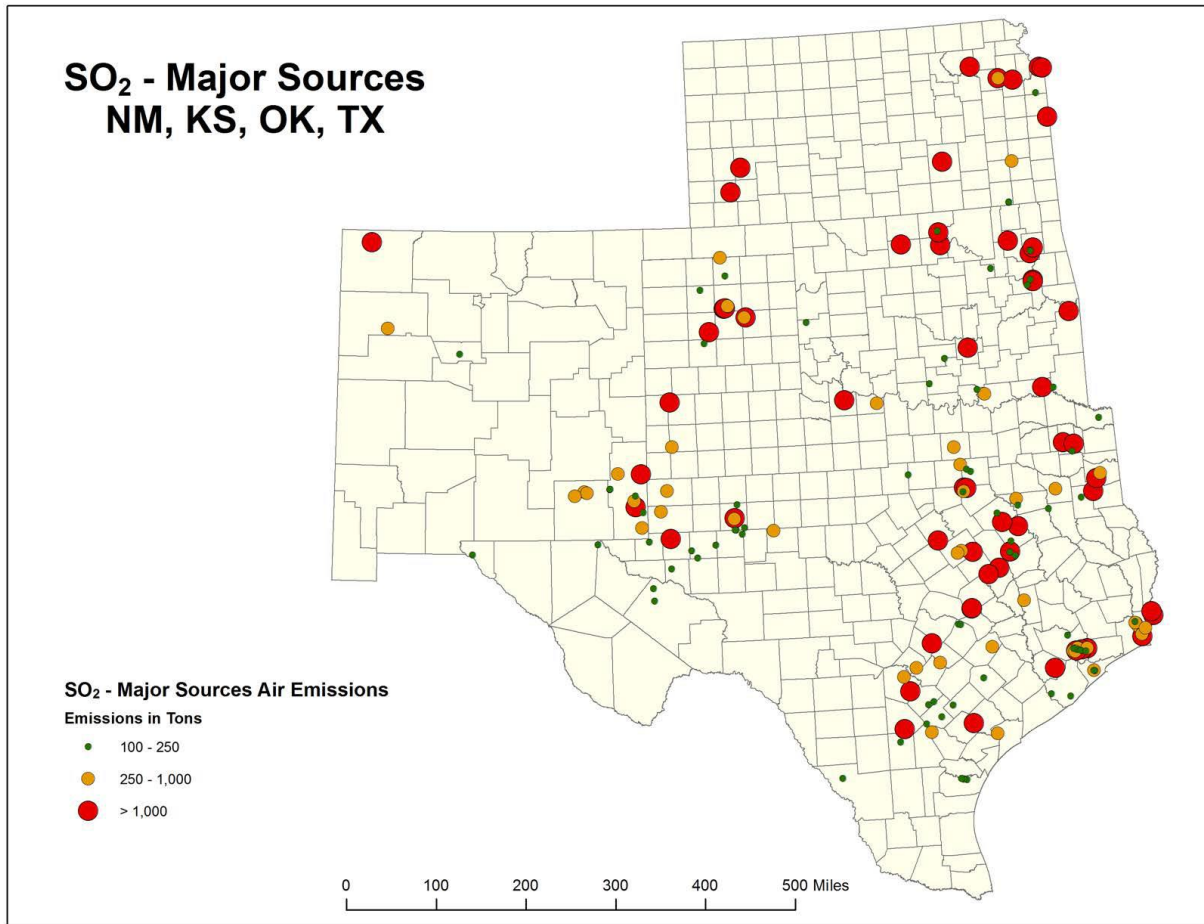 SO₂ - Major Sources
NM, KS, OK, TX
SO₂ - Major Sources Air Emissions
Emissions in Tons
100 - 250
250 - 1,000
> 1,000
0 100 200 300 400 500 Miles